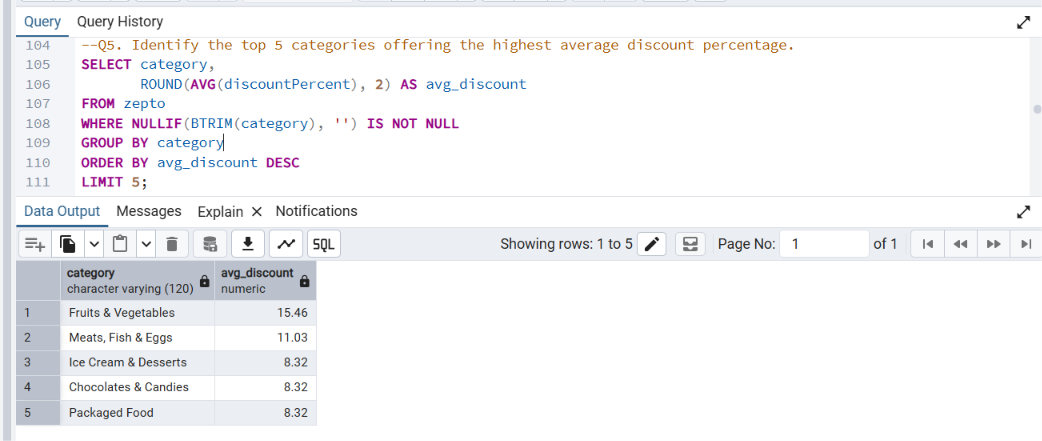 Query Query History
104 --Q5. Identify the top 5 categories offering the highest average discount percentage.
105 SELECT category,
106 ROUND(AVG(discountPercent), 2) AS avg_discount
107 FROM zepto
108 WHERE NULLIF(BTRIM(category), '') IS NOT NULL
109 GROUP BY category
110 ORDER BY avg_discount DESC
111 LIMIT 5;
Data Output Messages Explain Notifications
SQL Showing rows: 1 to 5 Page No: 1 of 1
category avg_discount
character varying (120) numeric
1 Fruits & Vegetables 15.46
2 Meats, Fish & Eggs 11.03
3 Ice Cream & Desserts 8.32
4 Chocolates & Candies 8.32
5 Packaged Food 8.32